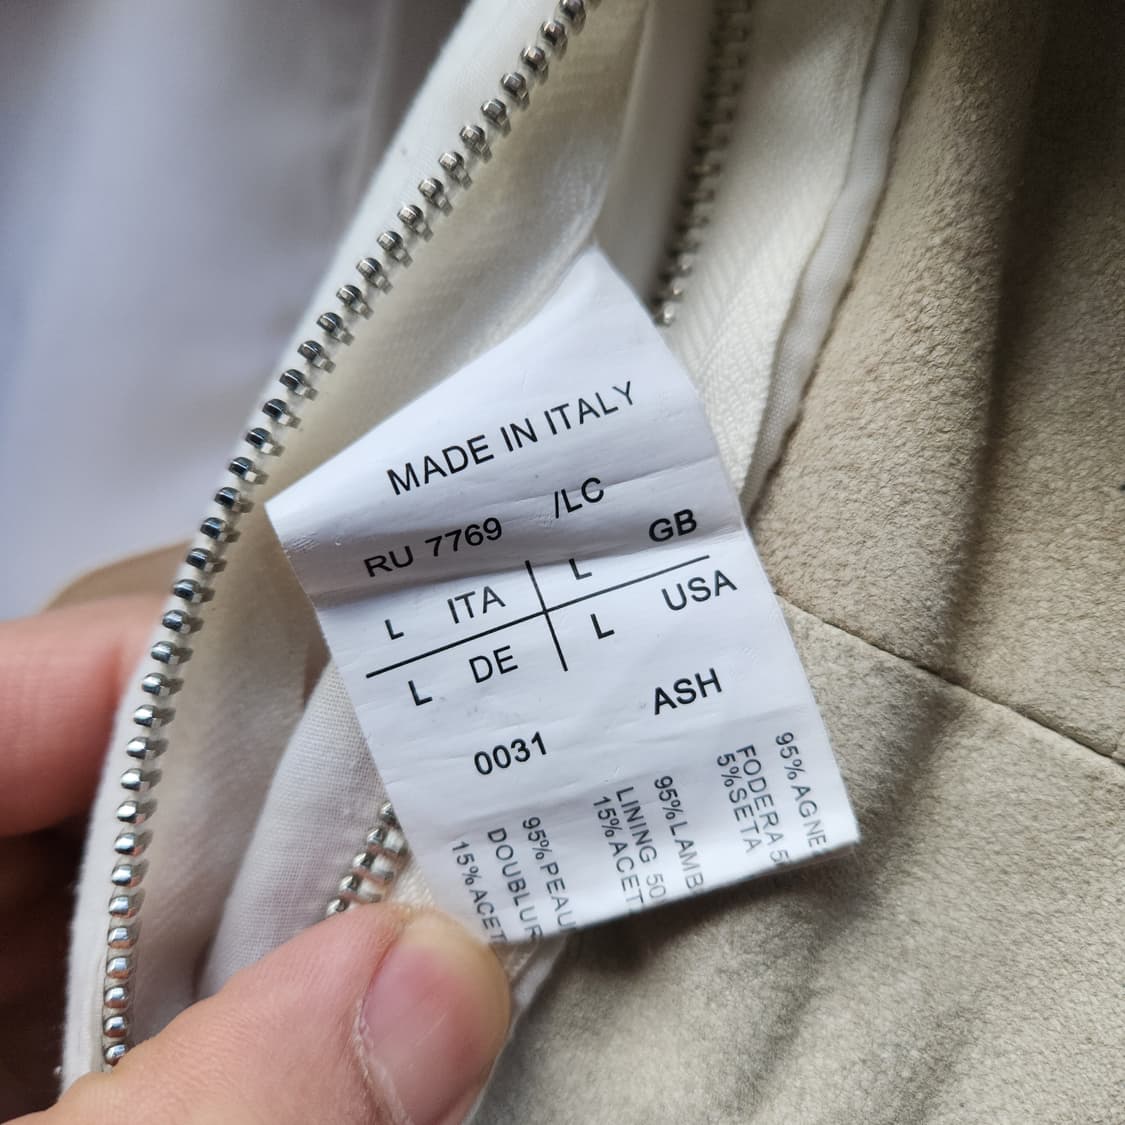 MADE IN ITALY
RU 7769 /LC
L ITA L GB
L DE L USA
0031 ASH
95%AGNE
FODERA 5
5%SETA
95%LAMB
LINING 50
15%ACET
95%PEAU
DOUBLUR
15%ACET